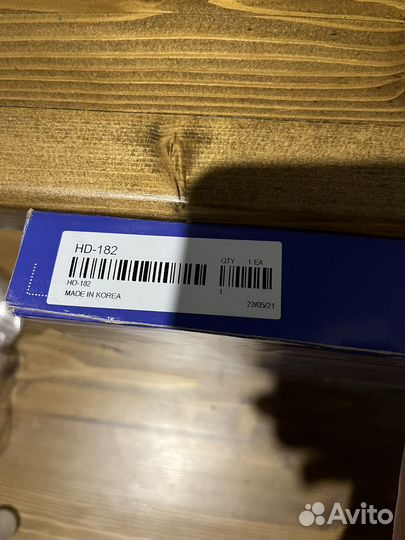 HD-182
QTY 1 EA
HD-182
1
MADE IN KOREA
22/05/21
Avito